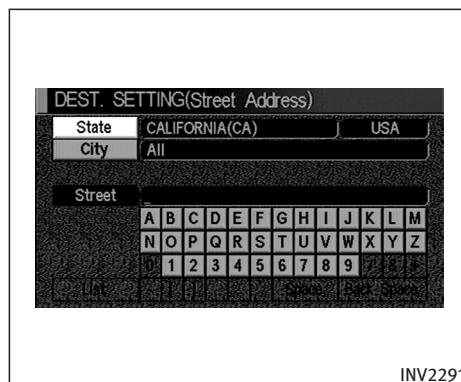 DEST. SETTING(Street Address)
State CALIFORNIA(CA) USA
City All
Street _
A B C D E F G H I J K L M
N O P Q R S T U V W X Y Z
0 1 2 3 4 5 6 7 8 9 / &
List Space Back Space
INV2291